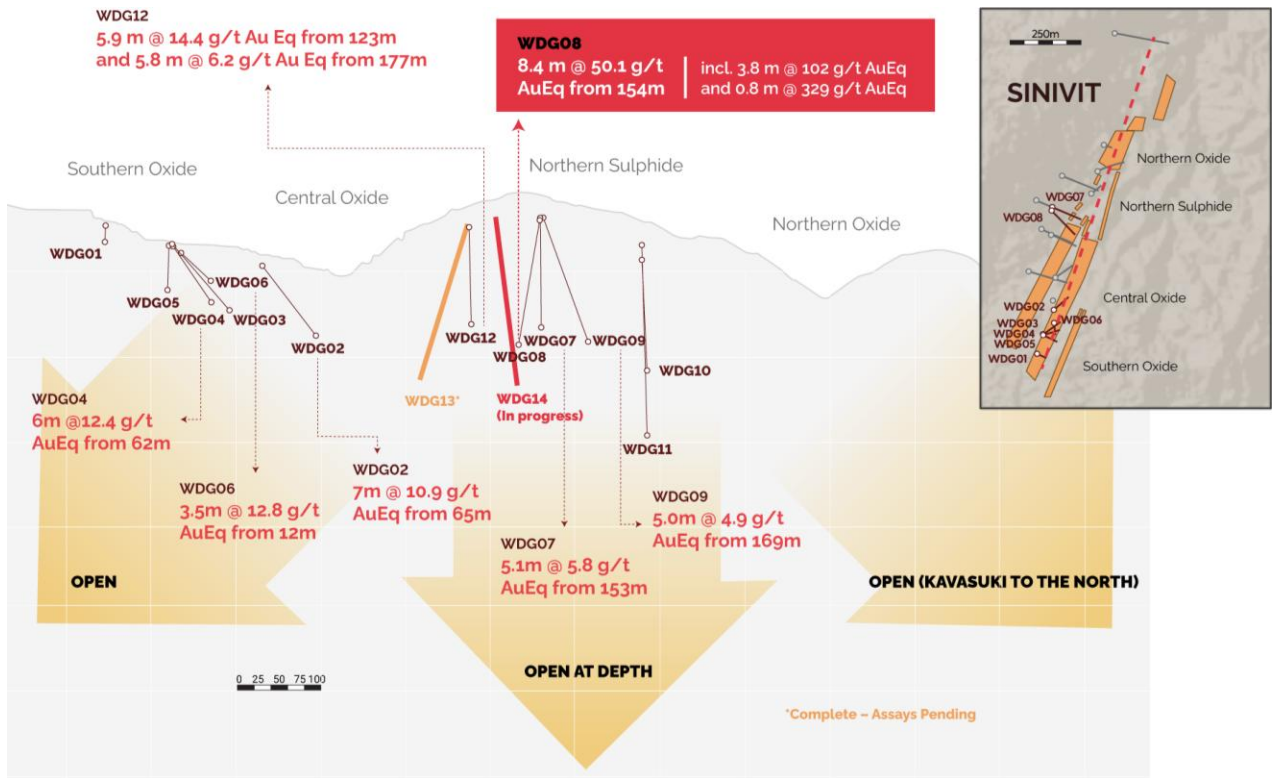 WDG12
5.9 m @ 14.4 g/t Au Eq from 123m
and 5.8 m @ 6.2 g/t Au Eq from 177m
WDG08
8.4 m @ 50.1 g/t
AuEq from 154m
incl. 3.8 m @ 102 g/t AuEq
and 0.8 m @ 329 g/t AuEq
Southern Oxide
Central Oxide
Northern Sulphide
Northern Oxide
WDG01
WDG05
WDG04
WDG06
WDG03
WDG02
WDG12
WDG08
WDG07
WDG09
WDG10
WDG11
WDG13*
WDG14
(In progress)
WDG04
6m @12.4 g/t
AuEq from 62m
WDG06
3.5m @ 12.8 g/t
AuEq from 12m
WDG02
7m @ 10.9 g/t
AuEq from 65m
WDG07
5.1m @ 5.8 g/t
AuEq from 153m
WDG09
5.0m @ 4.9 g/t
AuEq from 169m
OPEN
OPEN AT DEPTH
OPEN (KAVASUKI TO THE NORTH)
0 25 50 75 100
*Complete – Assays Pending
250m
SINIVIT
Northern Oxide
WDG07
WDG08
Northern Sulphide
WDG02
WDG03
WDG06
WDG04
WDG05
WDG01
Central Oxide
Southern Oxide